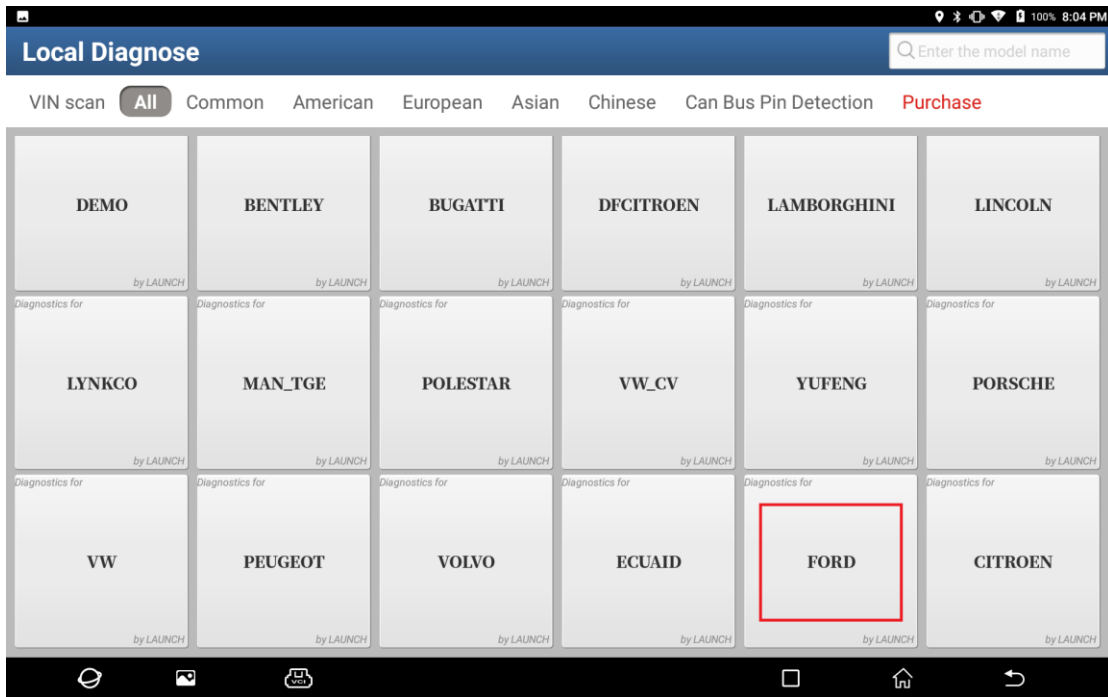 100% 8:04 PM
Local Diagnose
Enter the model name
VIN scan All Common American European Asian Chinese Can Bus Pin Detection Purchase
DEMO BENTLEY BUGATTI DFCITROEN LAMBORGHINI LINCOLN
by LAUNCH by LAUNCH by LAUNCH by LAUNCH by LAUNCH by LAUNCH
Diagnostics for Diagnostics for Diagnostics for Diagnostics for Diagnostics for Diagnostics for
LYNKCO MAN_TGE POLESTAR VW_CV YUFENG PORSCHE
by LAUNCH by LAUNCH by LAUNCH by LAUNCH by LAUNCH by LAUNCH
Diagnostics for Diagnostics for Diagnostics for Diagnostics for Diagnostics for Diagnostics for
VW PEUGEOT VOLVO ECUAID FORD CITROEN
by LAUNCH by LAUNCH by LAUNCH by LAUNCH by LAUNCH by LAUNCH
VCI